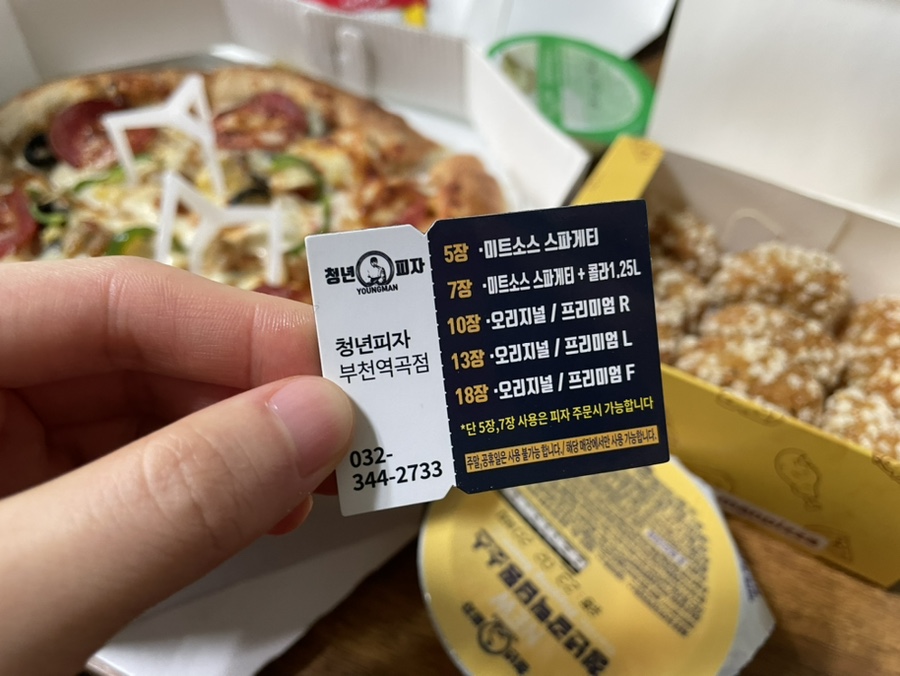 청년 피자
YOUNGMAN
청년피자
부천역곡점
032-
344-2733
5장 ·미트소스 스파게티
7장 ·미트소스 스파게티 + 콜라1.25L
10장 ·오리지널 / 프리미엄 R
13장 ·오리지널 / 프리미엄 L
18장 ·오리지널 / 프리미엄 F
*단 5장,7장 사용은 피자 주문시 가능합니다
주말,공휴일은 사용 불가능 합니다./ 해당 매장에서만 사용 가능합니다.